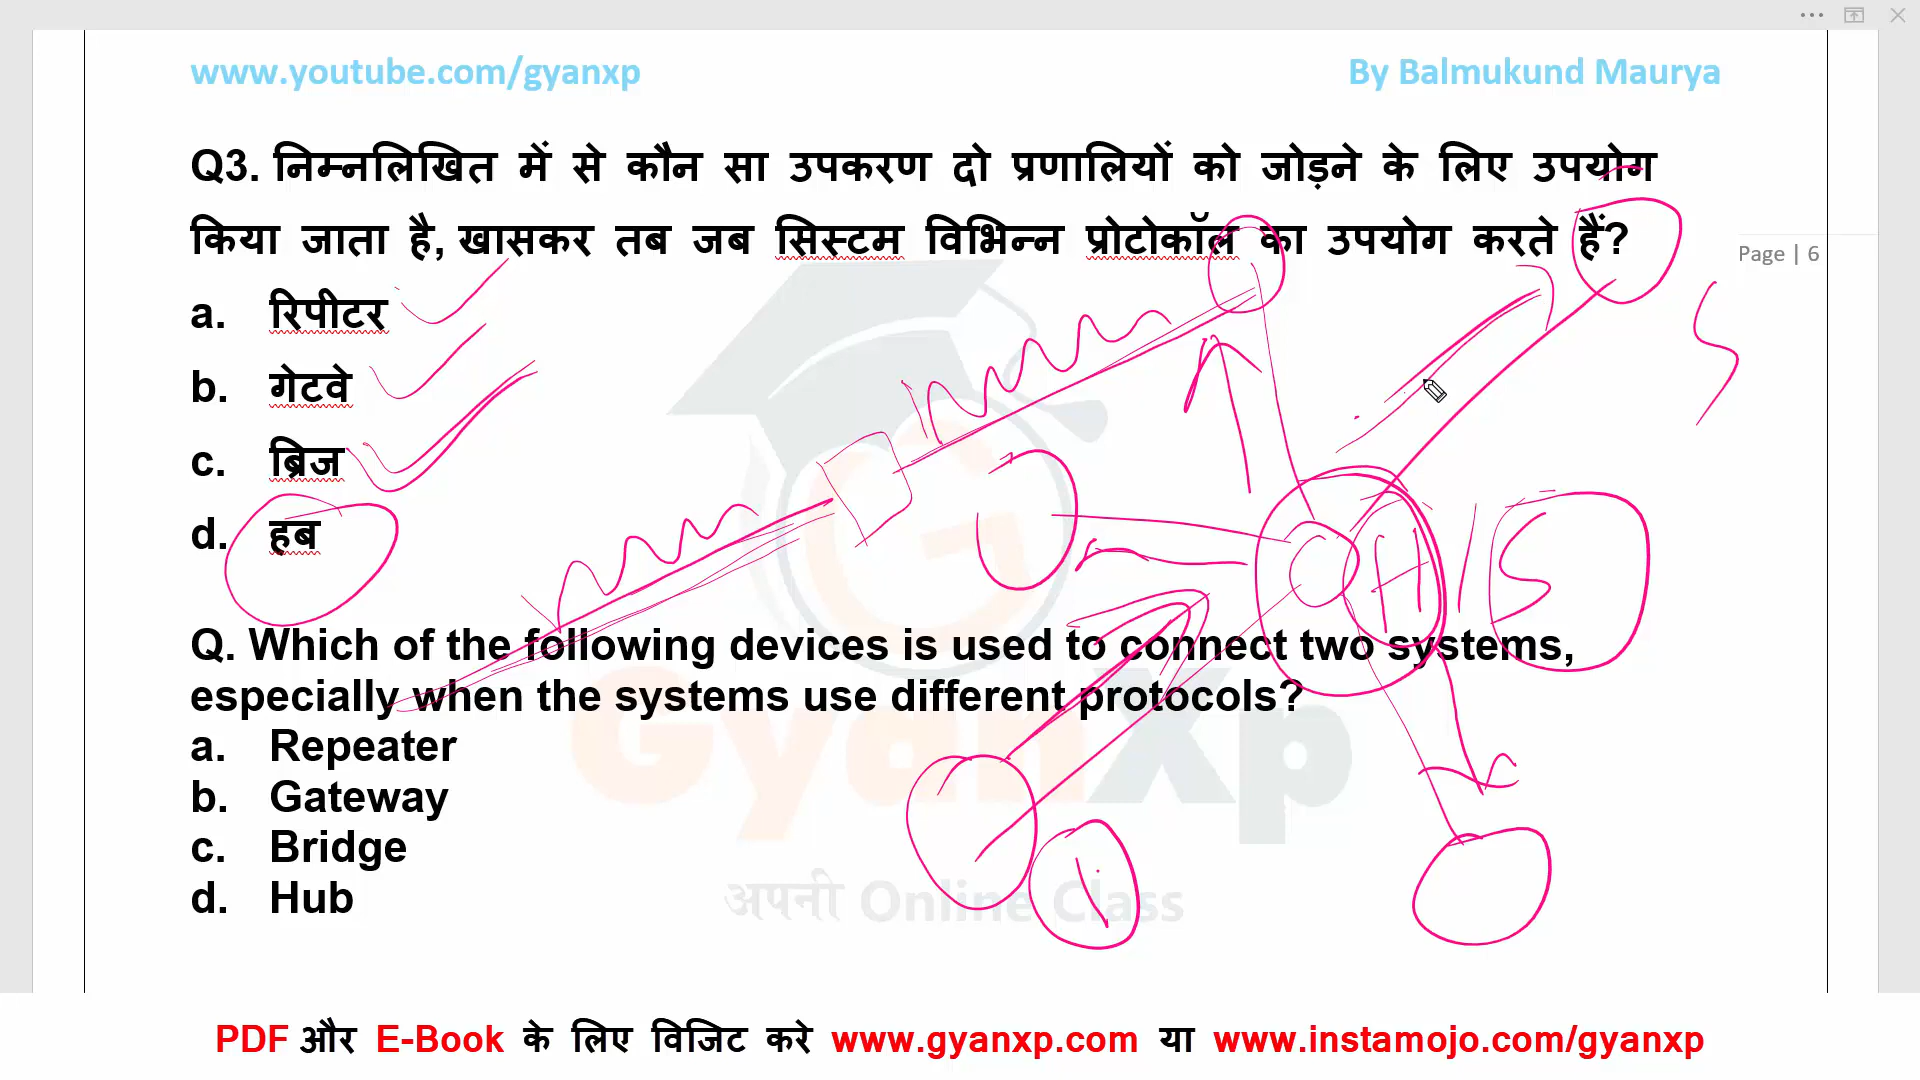 www.youtube.com/gyanxp
By Balmukund Maurya
Q3. निम्नलिखित में से कौन सा उपकरण दो प्रणालियों को जोड़ने के लिए उपयोग
किया जाता है, खासकर तब जब सिस्टम विभिन्न प्रोटोकॉल का उपयोग करते हैं?
Page | 6
a. रिपीटर
b. गेटवे
c. ब्रिज
d. हब
H/S
Q. Which of the following devices is used to connect two systems,
especially when the systems use different protocols?
a. Repeater
b. Gateway
c. Bridge
d. Hub
GyanXp
अपनी Online Class
PDF और E-Book के लिए विजिट करे www.gyanxp.com या www.instamojo.com/gyanxp